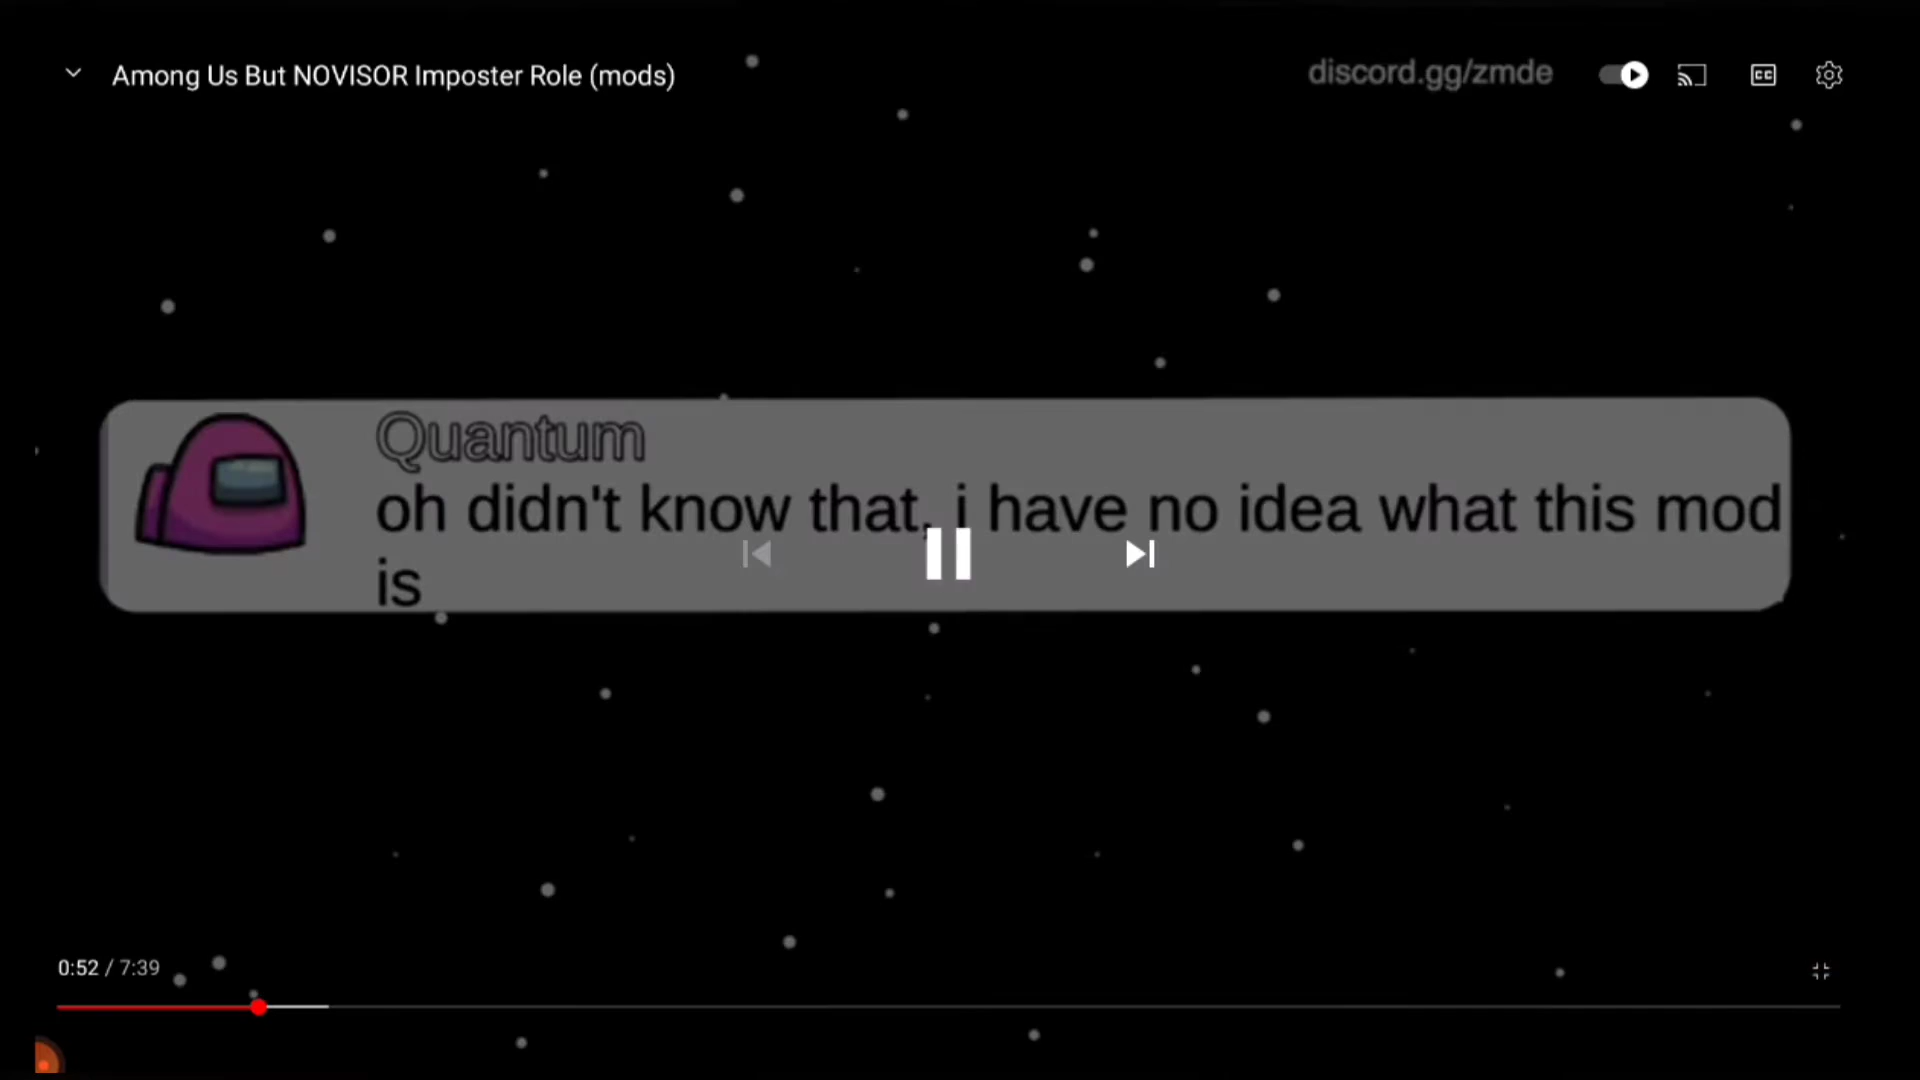 Among Us But NOVISOR Imposter Role (mods)
discord.gg/zmde
CC
Quantum
oh didn't know that, i have no idea what this mod
is
0:52 / 7:39